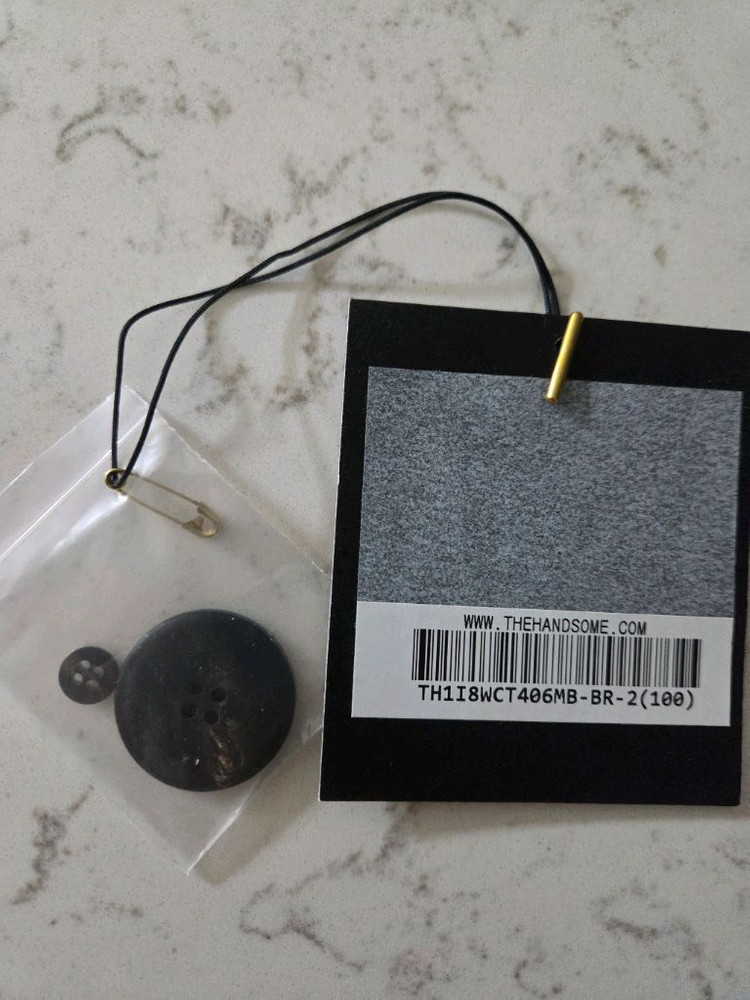 WWW.THEHANDSOME.COM
TH1I8WCT406MB-BR-2(100)